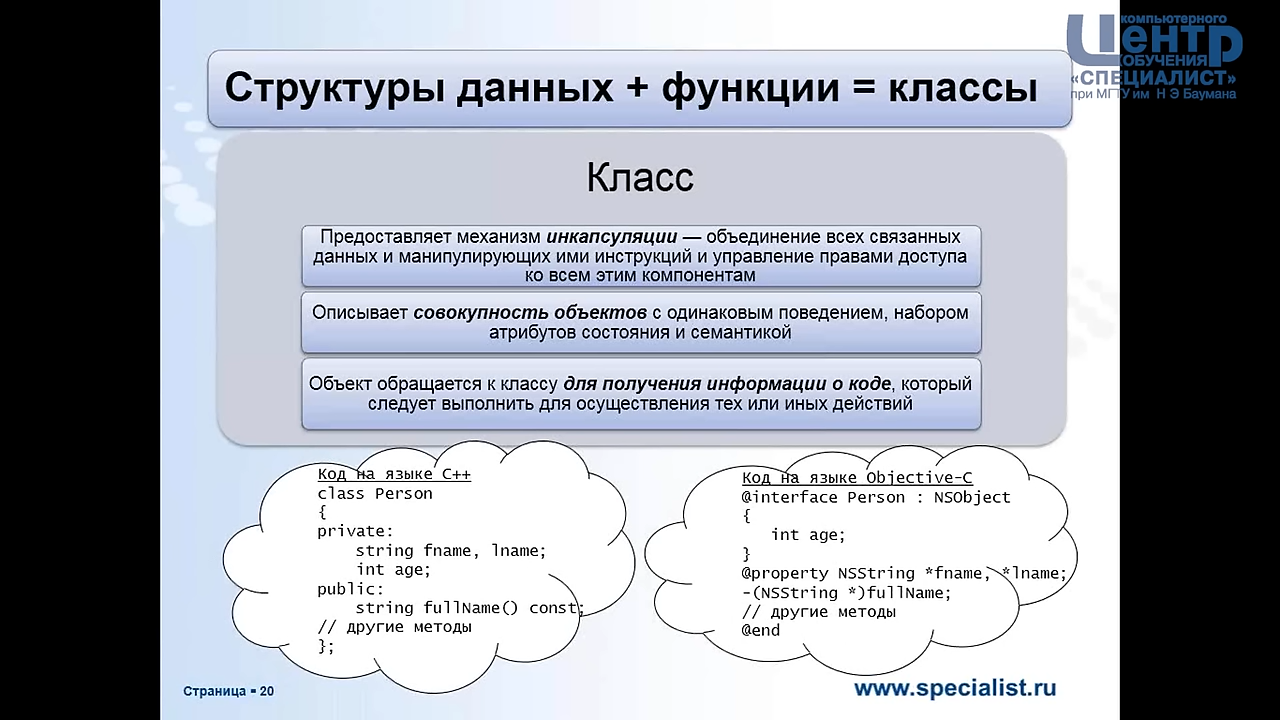 компьютерного
Центр
ОБУЧЕНИЯ
«СПЕЦИАЛИСТ»
при МГТУ им Н Э Баумана
Структуры данных + функции = классы
Класс
Предоставляет механизм инкапсуляции — объединение всех связанных
данных и манипулирующих ими инструкций и управление правами доступа
ко всем этим компонентам
Описывает совокупность объектов с одинаковым поведением, набором
атрибутов состояния и семантикой
Объект обращается к классу для получения информации о коде, который
следует выполнить для осуществления тех или иных действий
Код на языке C++
class Person
{
private:
    string fname, lname;
    int age;
public:
    string fullName() const;
// другие методы
};
Код на языке Objective-C
@interface Person : NSObject
{
   int age;
}
@property NSString *fname, *lname;
-(NSString *)fullName;
// другие методы
@end
Страница ▪ 20
www.specialist.ru